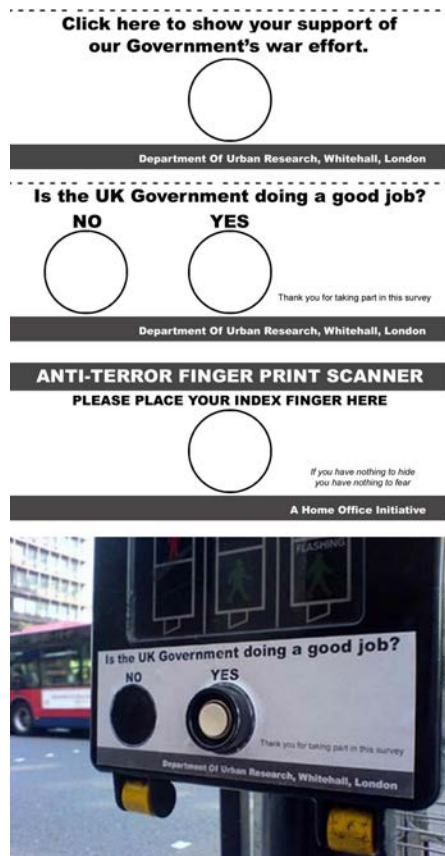 Click here to show your support of
our Government's war effort.
Department Of Urban Research, Whitehall, London
Is the UK Government doing a good job?
NO YES
Thank you for taking part in this survey
Department Of Urban Research, Whitehall, London
ANTI-TERROR FINGER PRINT SCANNER
PLEASE PLACE YOUR INDEX FINGER HERE
If you have nothing to hide
you have nothing to fear
A Home Office Initiative
FLASHING
Is the UK Government doing a good job?
NO YES
Thank you for taking part in this survey
Department Of Urban Research, Whitehall, London